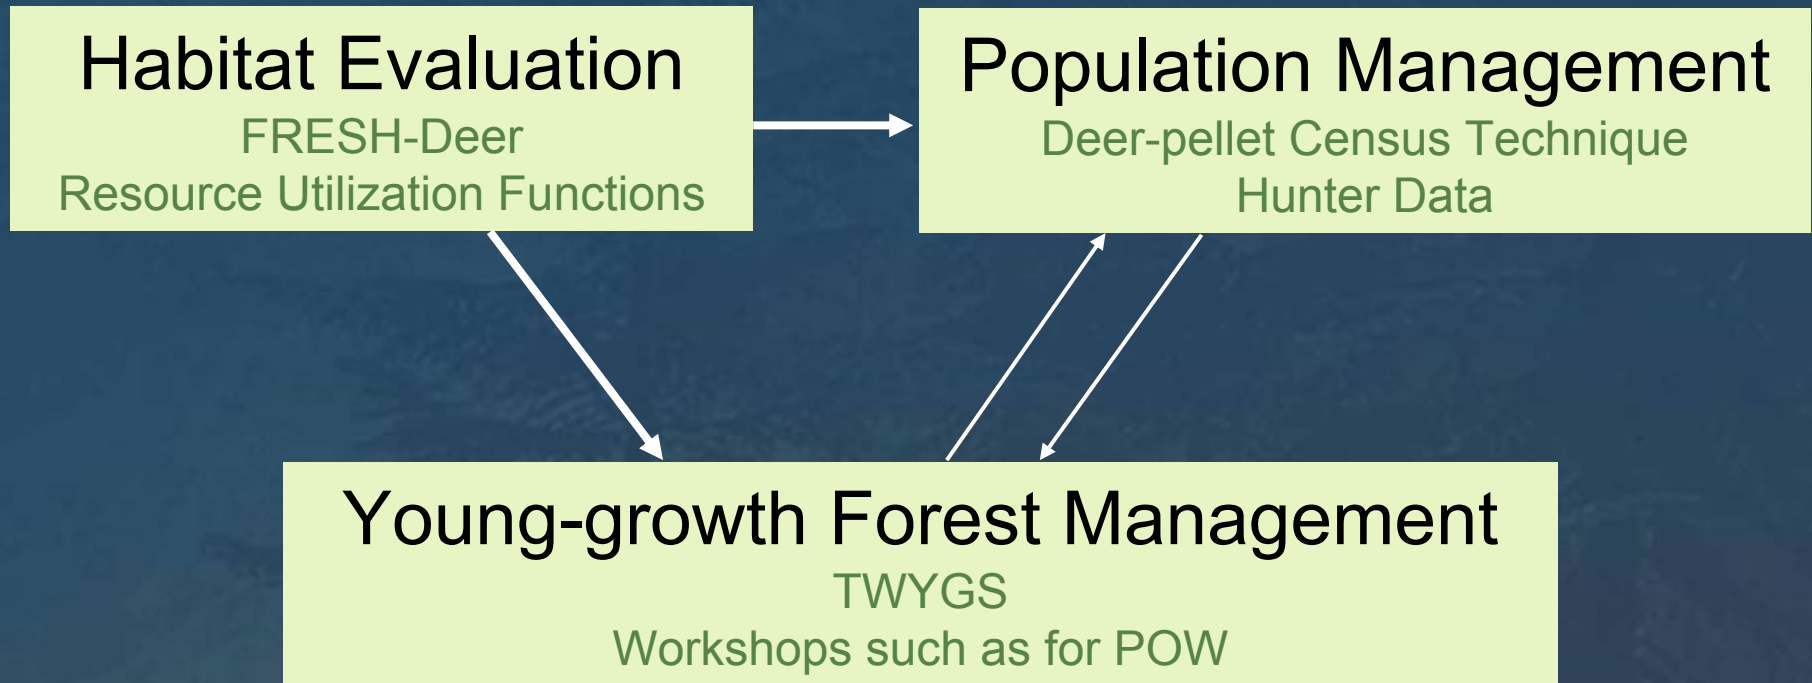 Habitat Evaluation
FRESH-Deer
Resource Utilization Functions
Population Management
Deer-pellet Census Technique
Hunter Data
Young-growth Forest Management
TWYGS
Workshops such as for POW